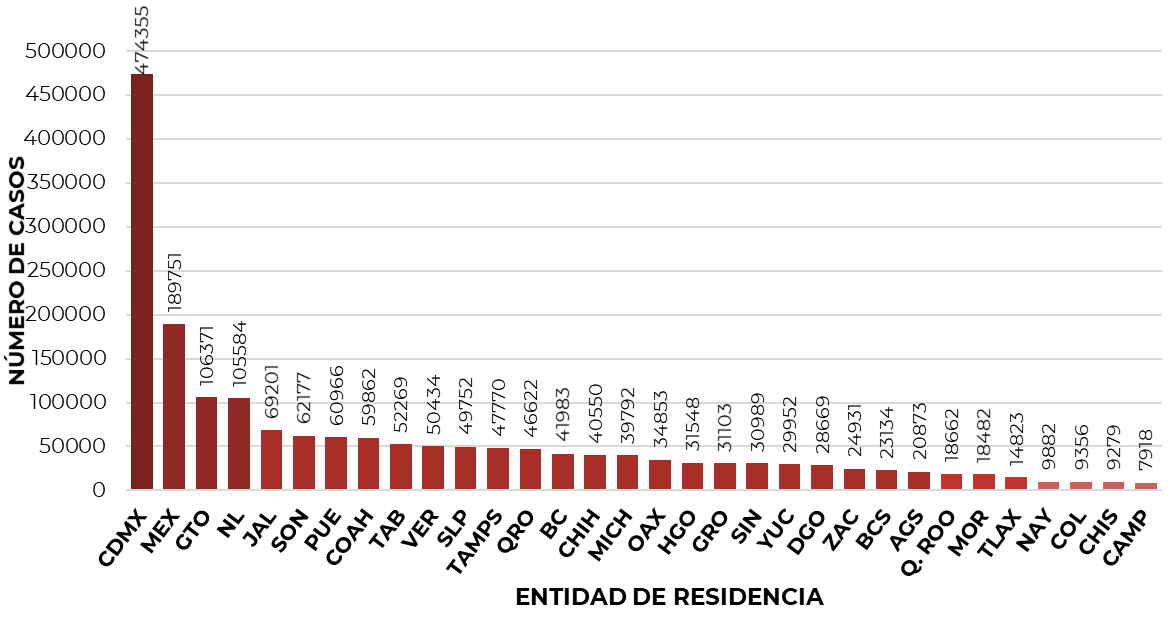 NÚMERO DE CASOS
500000
450000
400000
350000
300000
250000
200000
150000
100000
50000
0
474355
189751
106371
105584
69201
62177
60966
59862
52269
50434
49752
47770
46622
41983
40550
39792
34853
31548
31103
30989
29952
28669
24931
23134
20873
18662
18482
14823
9882
9356
9279
7918
CDMX
MEX
GTO
NL
JAL
SON
PUE
COAH
TAB
VER
SLP
TAMPS
QRO
BC
CHIH
MICH
OAX
HGO
GRO
SIN
YUC
DGO
ZAC
BCS
AGS
Q. ROO
MOR
TLAX
NAY
COL
CHIS
CAMP
ENTIDAD DE RESIDENCIA